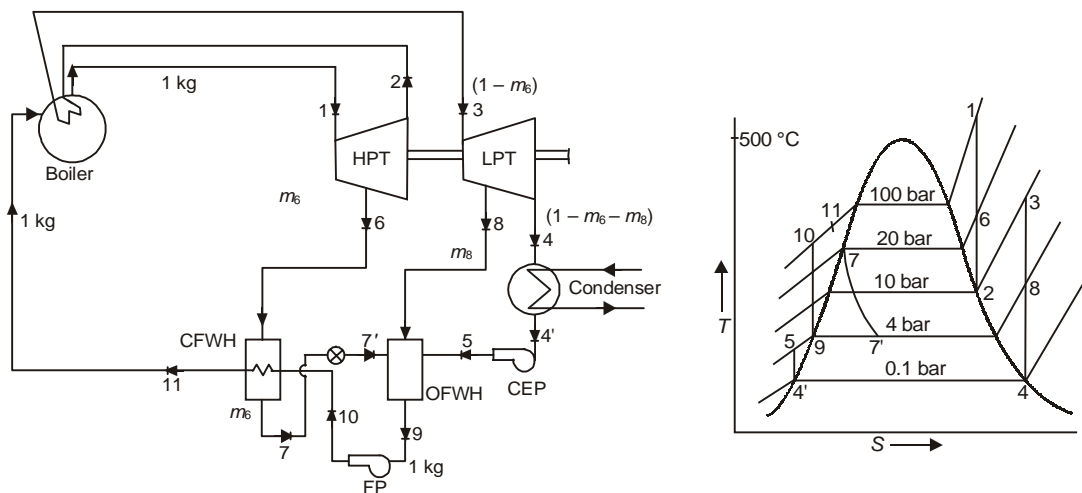 1 kg
2
(1 – m₆)
1
3
HPT
LPT
Boiler
m₆
1 kg
6
8
(1 – m₆ – m₈)
m₈
4
Condenser
CFWH
7′
5
4′
11
OFWH
CEP
m₆
10
9
7
1 kg
FP
500 °C
1
100 bar
11
3
10
6
20 bar
7
10 bar
2
8
T
4 bar
5
9
7′
0.1 bar
4′
4
S